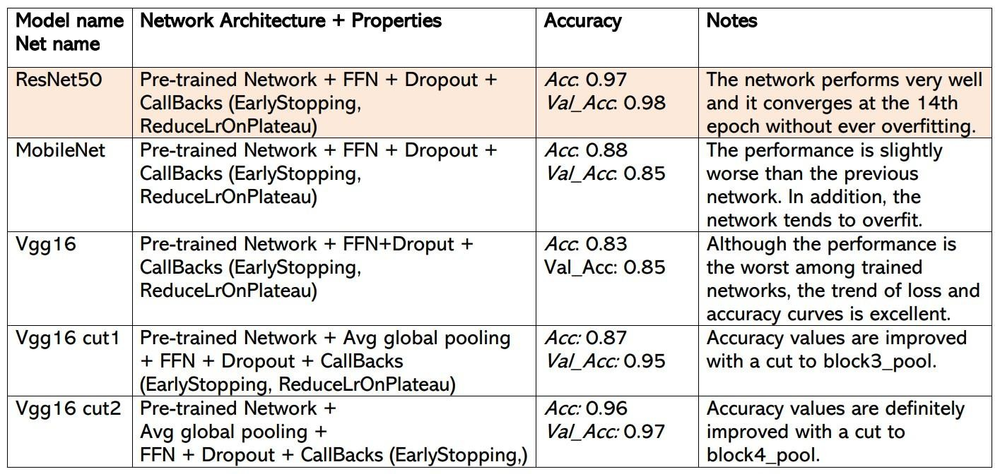 Model name Network Architecture + Properties Accuracy Notes
Net name
ResNet50
Pre-trained Network + FFN + Dropout +
CallBacks (EarlyStopping,
ReduceLrOnPlateau)
Acc: 0.97
Val_Acc: 0.98
The network performs very well
and it converges at the 14th
epoch without ever overfitting.
MobileNet
Pre-trained Network + FFN + Dropout +
CallBacks (EarlyStopping,
ReduceLrOnPlateau)
Acc: 0.88
Val_Acc: 0.85
The performance is slightly
worse than the previous
network. In addition, the
network tends to overfit.
Vgg16
Pre-trained Network + FFN+Droput +
CallBacks (EarlyStopping,
ReduceLrOnPlateau)
Acc: 0.83
Val_Acc: 0.85
Although the performance is
the worst among trained
networks, the trend of loss and
accuracy curves is excellent.
Vgg16 cut1
Pre-trained Network + Avg global pooling
+ FFN + Dropout + CallBacks
(EarlyStopping, ReduceLrOnPlateau)
Acc: 0.87
Val_Acc: 0.95
Accuracy values are improved
with a cut to block3_pool.
Vgg16 cut2
Pre-trained Network +
Avg global pooling +
FFN + Dropout + CallBacks (EarlyStopping,)
Acc: 0.96
Val_Acc: 0.97
Accuracy values are definitely
improved with a cut to
block4_pool.